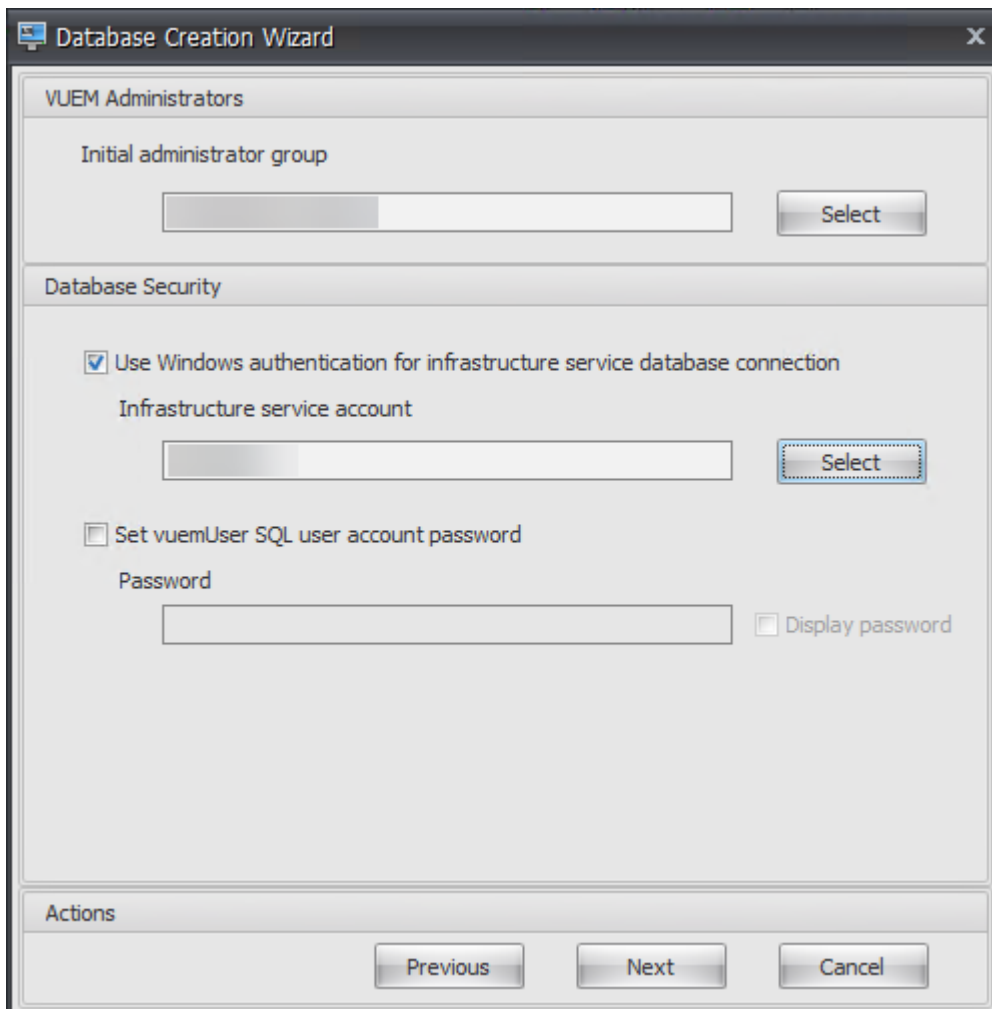 Database Creation Wizard
VUEM Administrators
Initial administrator group
Select
Database Security
Use Windows authentication for infrastructure service database connection
Infrastructure service account
Select
Set vuemUser SQL user account password
Password
Display password
Actions
Previous Next Cancel